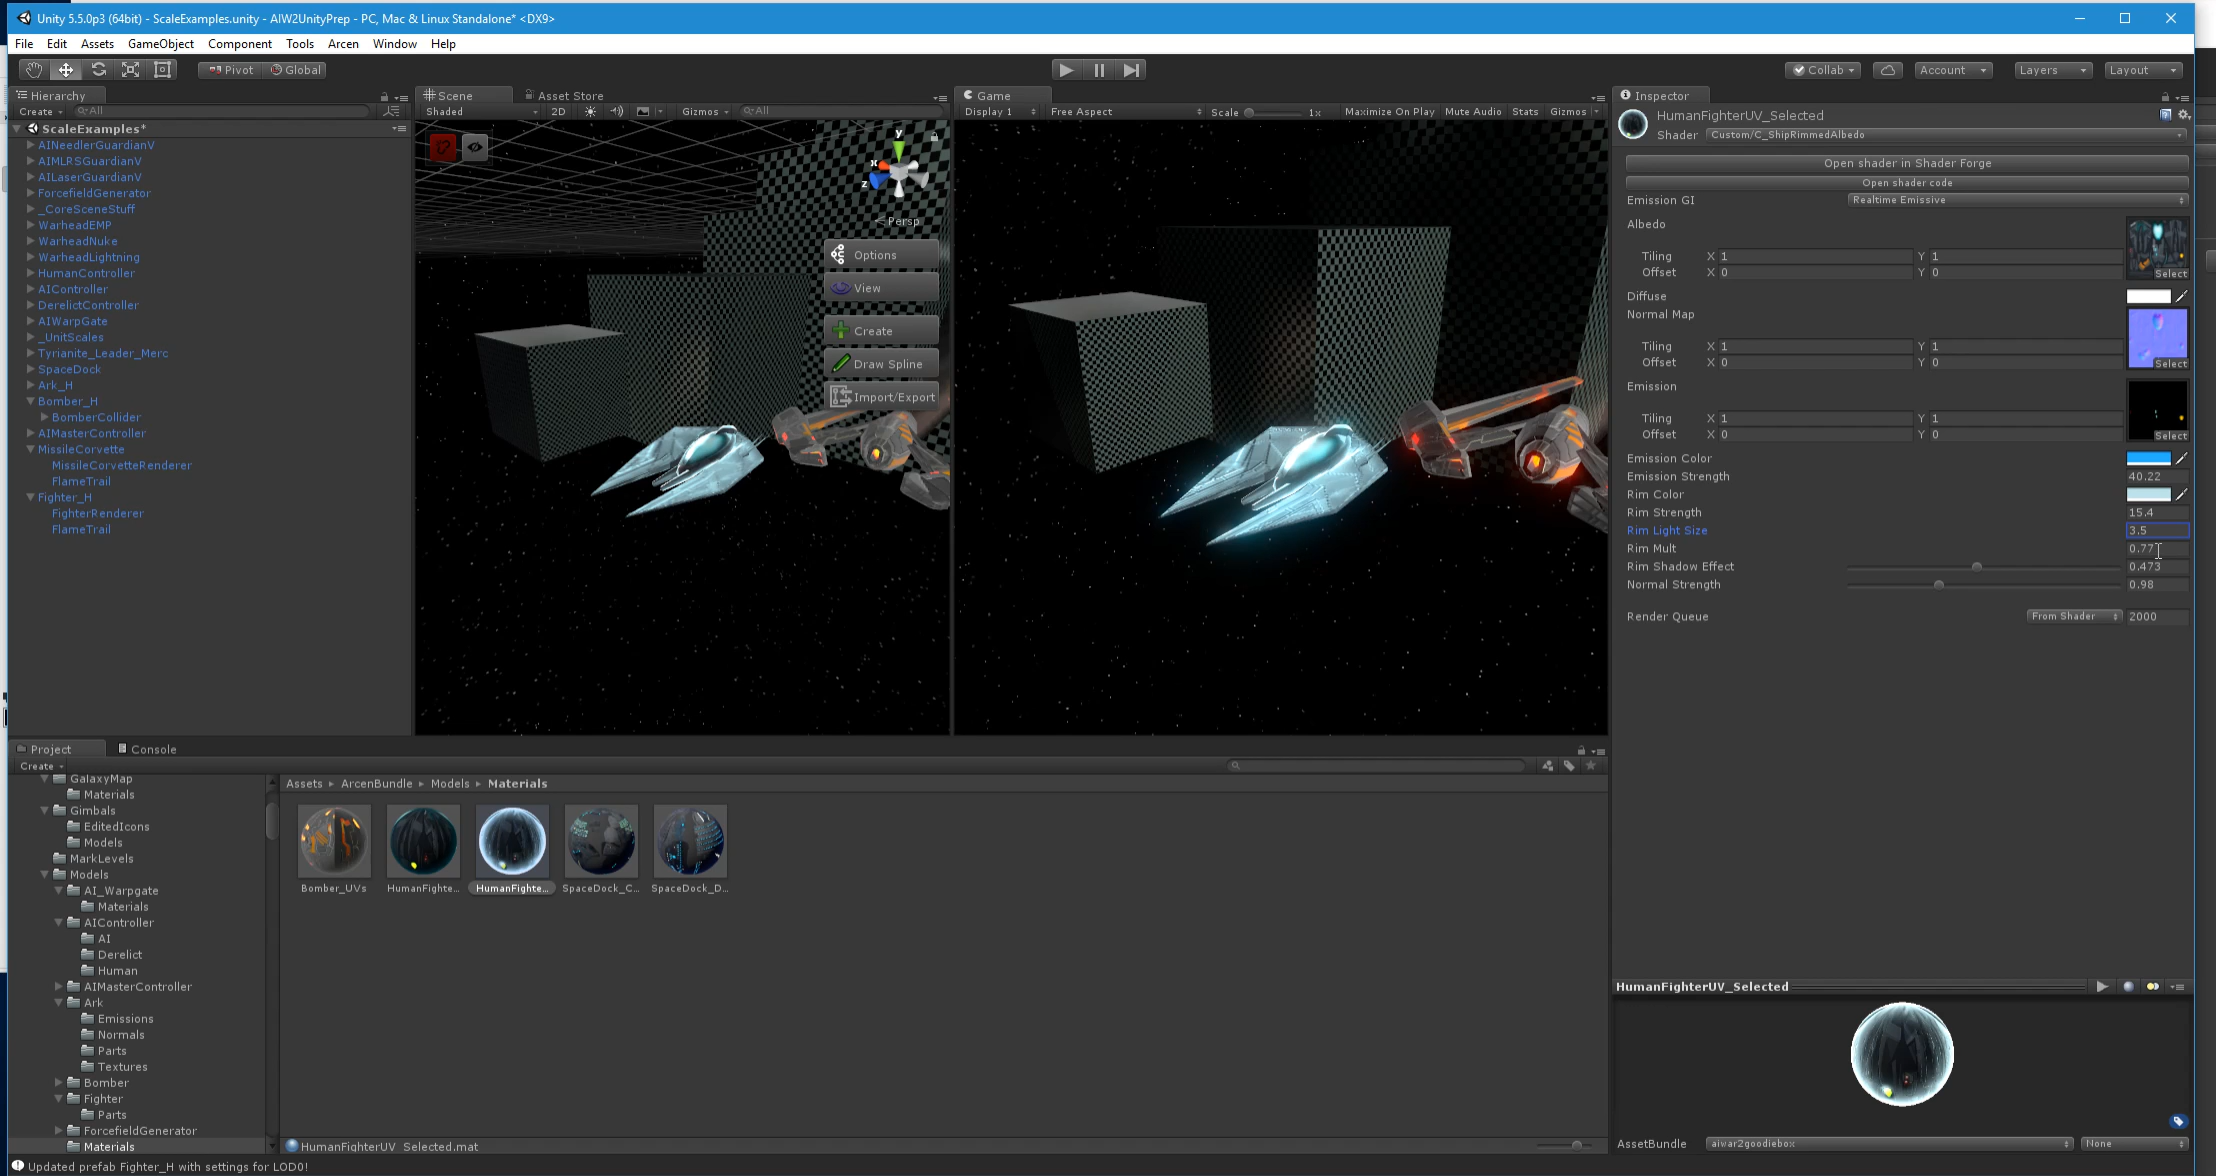 Unity 5.5.0p3 (64bit) - ScaleExamples.unity - AIW2UnityPrep - PC, Mac & Linux Standalone* <DX9>
File Edit Assets GameObject Component Tools Arcen Window Help
Pivot Global
Collab Account Layers Layout
Hierarchy
Create All
ScaleExamples*
AINeedlerGuardianV
AIMLRSGuardianV
AILaserGuardianV
ForcefieldGenerator
_CoreSceneStuff
WarheadEMP
WarheadNuke
WarheadLightning
HumanController
AIController
DerelictController
AIWarpGate
_UnitScales
Tyrianite_Leader_Merc
SpaceDock
Ark_H
Bomber_H
BomberCollider
AIMasterController
MissileCorvette
MissileCorvetteRenderer
FlameTrail
Fighter_H
FighterRenderer
FlameTrail
Scene Asset Store
Shaded 2D Gizmos All
y
x
z
Persp
Options
View
Create
Draw Spline
Import/Export
Game
Display 1 Free Aspect Scale 1x Maximize On Play Mute Audio Stats Gizmos
Inspector
HumanFighterUV_Selected
Shader Custom/C_ShipRimmedAlbedo
Open shader in Shader Forge
Open shader code
Emission GI Realtime Emissive
Albedo
Tiling X 1 Y 1
Offset X 0 Y 0
Select
Diffuse
Normal Map
Tiling X 1 Y 1
Offset X 0 Y 0
Select
Emission
Tiling X 1 Y 1
Offset X 0 Y 0
Select
Emission Color
Emission Strength 40.22
Rim Color
Rim Strength 15.4
Rim Light Size 3.5
Rim Mult 0.77
Rim Shadow Effect 0.473
Normal Strength 0.98
Render Queue From Shader 2000
Project Console
Create
GalaxyMap
Materials
Gimbals
EditedIcons
Models
MarkLevels
Models
AI_Warpgate
Materials
AIController
AI
Derelict
Human
AIMasterController
Ark
Emissions
Normals
Parts
Textures
Bomber
Fighter
Parts
ForcefieldGenerator
Materials
Assets ArcenBundle Models Materials
Bomber_UVs HumanFighte... HumanFighte... SpaceDock_C... SpaceDock_D...
HumanFighterUV_Selected.mat
HumanFighterUV_Selected
AssetBundle aiwar2goodiebox None
Updated prefab Fighter_H with settings for LOD0!